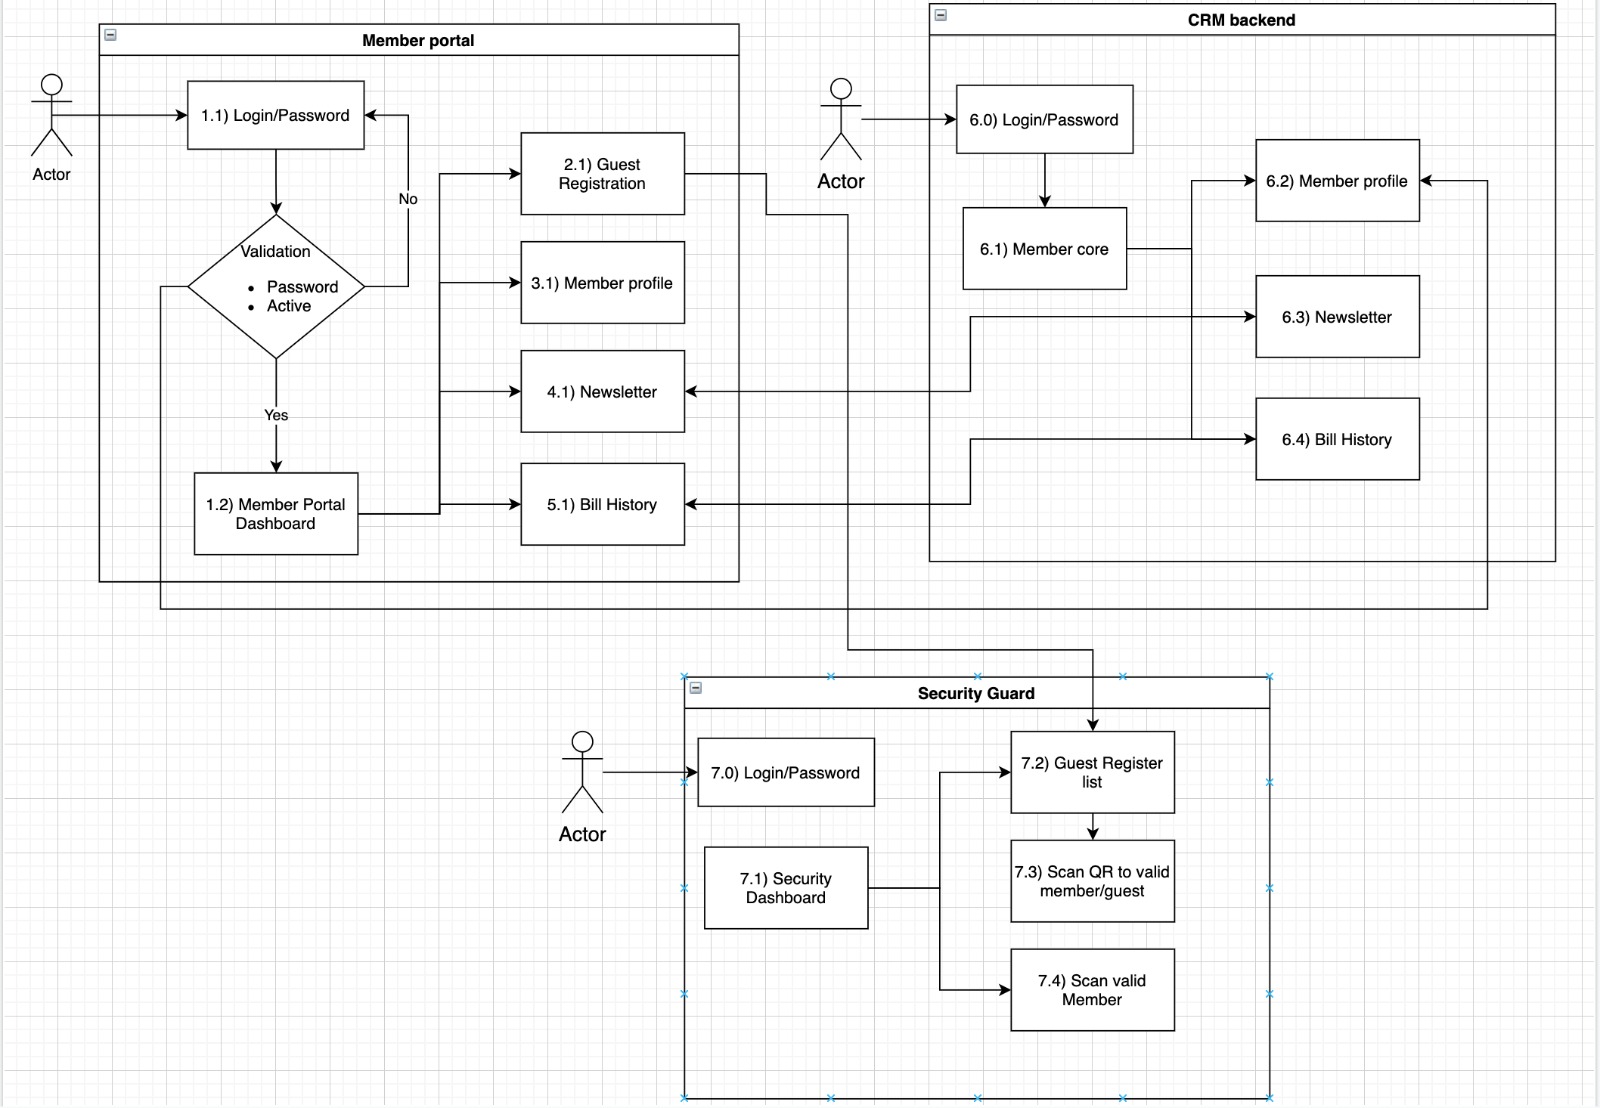 Member portal
Actor
1.1) Login/Password
No
Validation
• Password
• Active
Yes
1.2) Member Portal
Dashboard
2.1) Guest
Registration
3.1) Member profile
4.1) Newsletter
5.1) Bill History
CRM backend
Actor
6.0) Login/Password
6.1) Member core
6.2) Member profile
6.3) Newsletter
6.4) Bill History
Security Guard
Actor
7.0) Login/Password
7.1) Security
Dashboard
7.2) Guest Register
list
7.3) Scan QR to valid
member/guest
7.4) Scan valid
Member